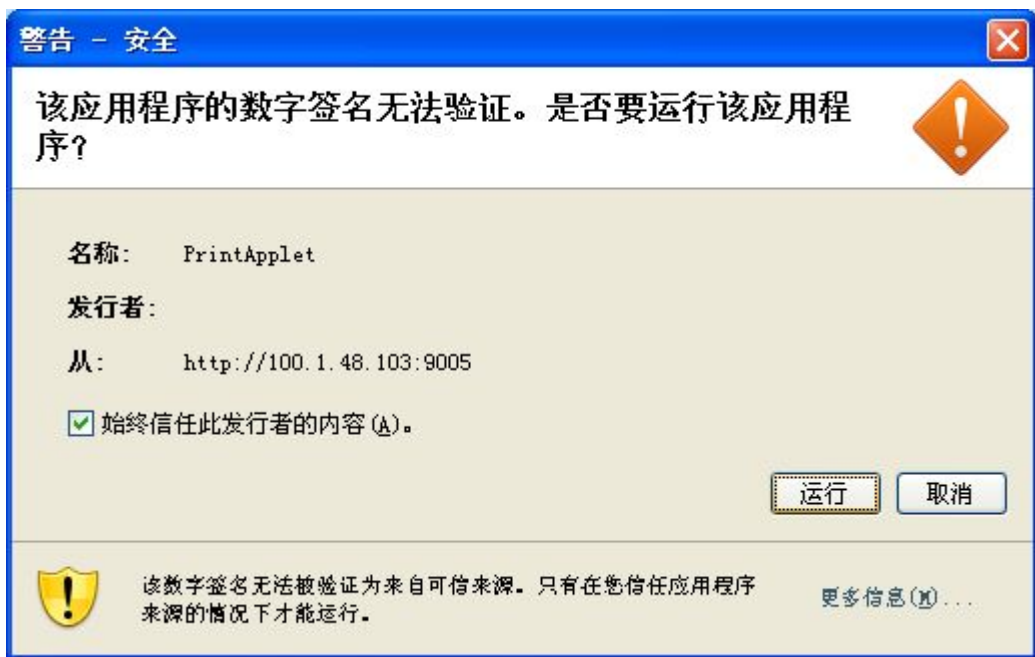 警告 - 安全
该应用程序的数字签名无法验证。是否要运行该应用程
序?
名称: PrintApplet
发行者:
从: http://100.1.48.103:9005
始终信任此发行者的内容(A)。
运行 取消
该数字签名无法被验证为来自可信来源。只有在您信任应用程序
来源的情况下才能运行。
更多信息(M)...